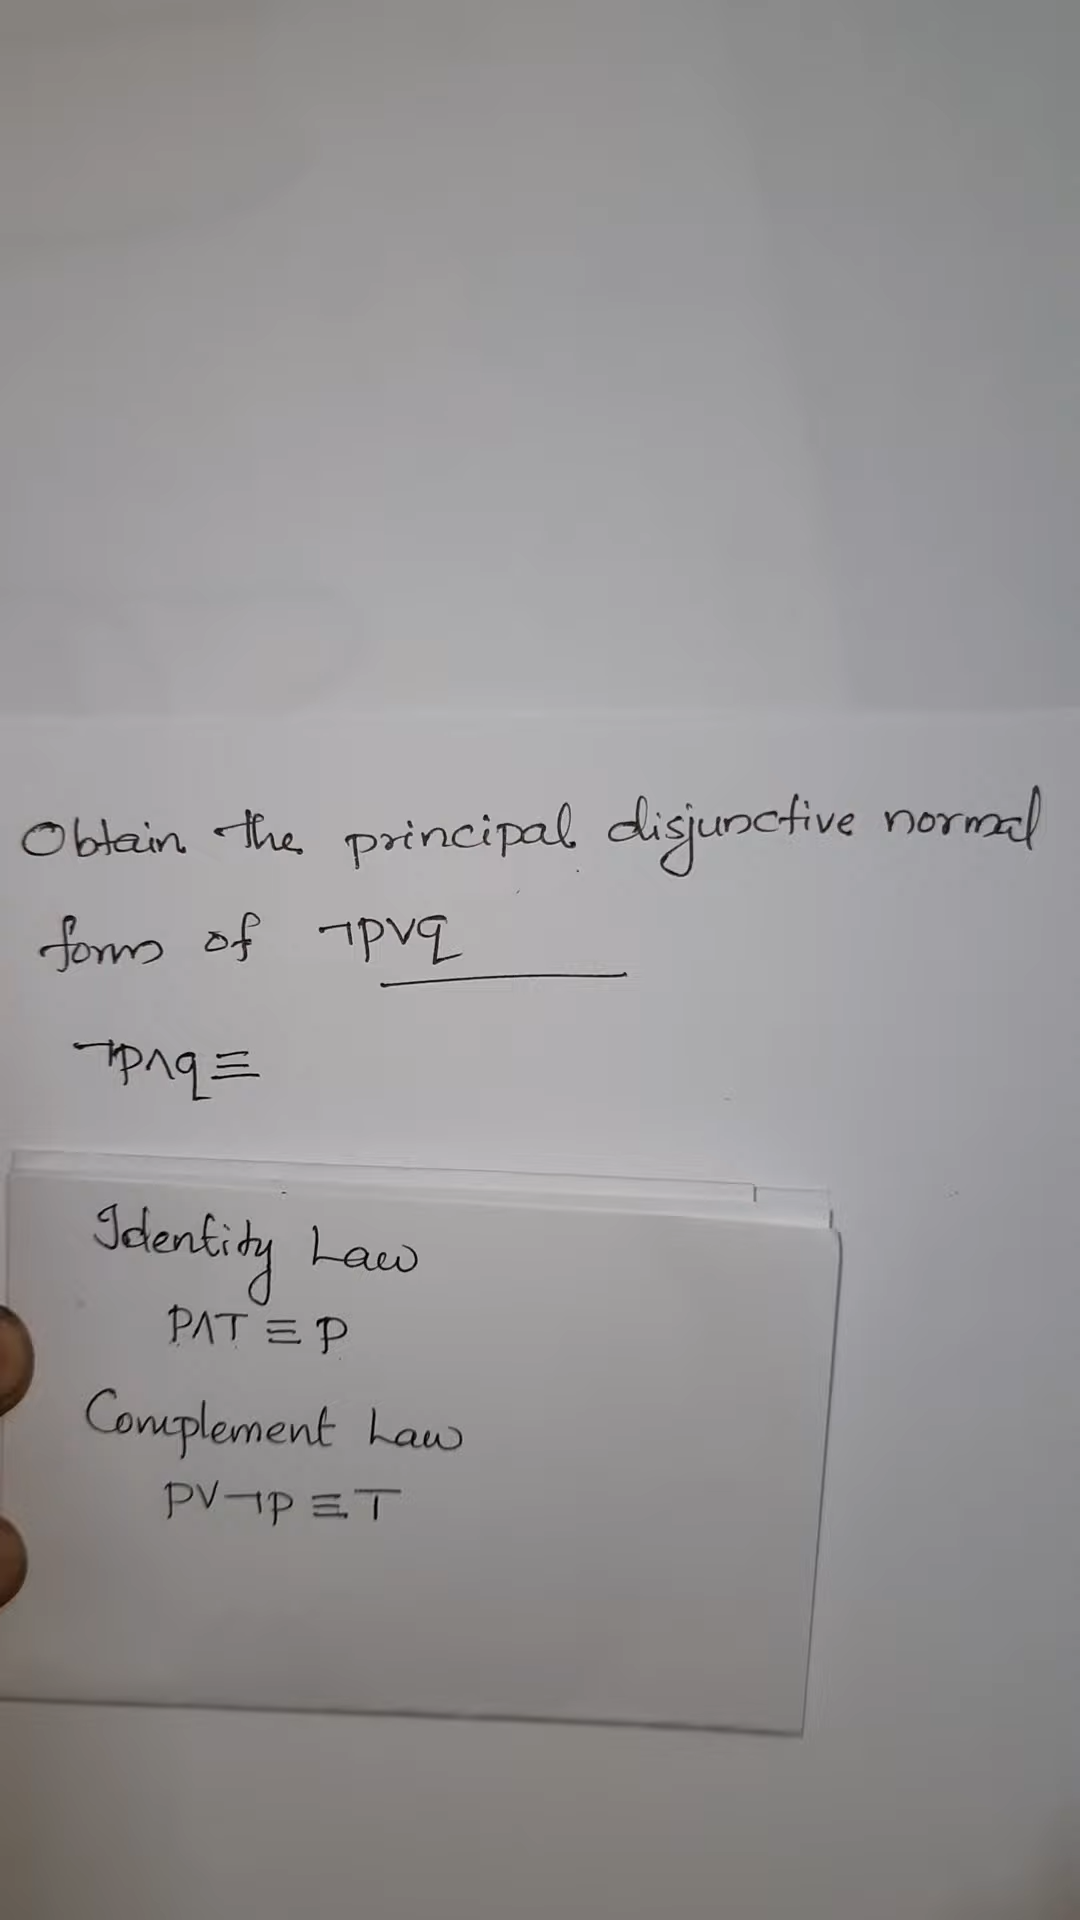 Obtain the principal disjunctive normal
form of ¬p∨q
¬p∧q≡
Identity Law
P∧T ≡ P
Complement Law
P∨¬P ≡ T